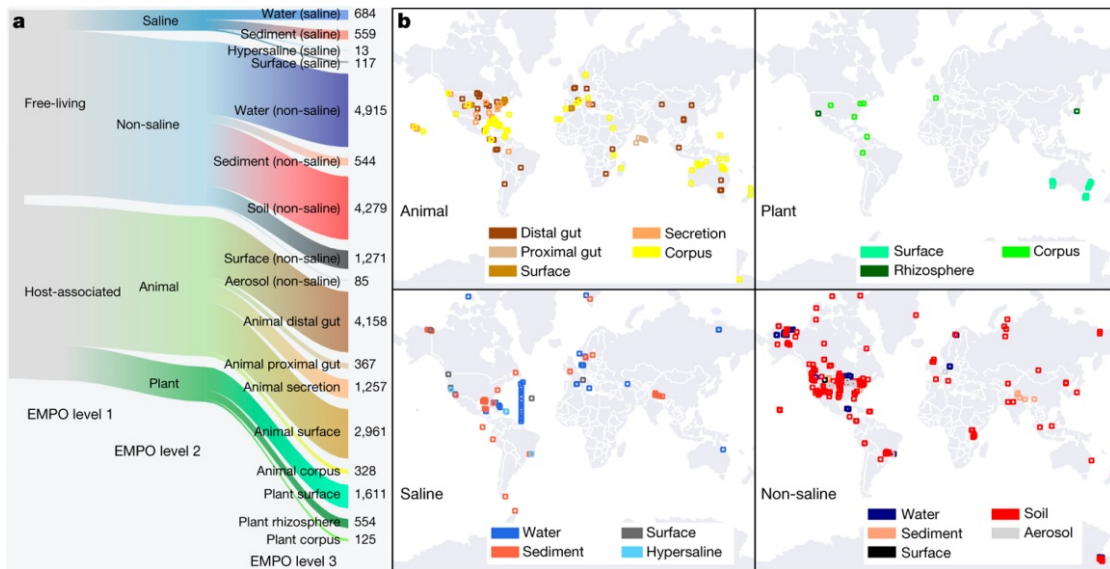 a
Free-living
Host-associated
EMPO level 1
Saline
Non-saline
Animal
Plant
EMPO level 2
Water (saline) 684
Sediment (saline) 559
Hypersaline (saline) 13
Surface (saline) 117
Water (non-saline) 4,915
Sediment (non-saline) 544
Soil (non-saline) 4,279
Surface (non-saline) 1,271
Aerosol (non-saline) 85
Animal distal gut 4,158
Animal proximal gut 367
Animal secretion 1,257
Animal surface 2,961
Animal corpus 328
Plant surface 1,611
Plant rhizosphere 554
Plant corpus 125
EMPO level 3
b
Animal
Distal gut
Proximal gut
Surface
Secretion
Corpus
Plant
Surface
Rhizosphere
Corpus
Saline
Water
Sediment
Surface
Hypersaline
Non-saline
Water
Sediment
Surface
Soil
Aerosol